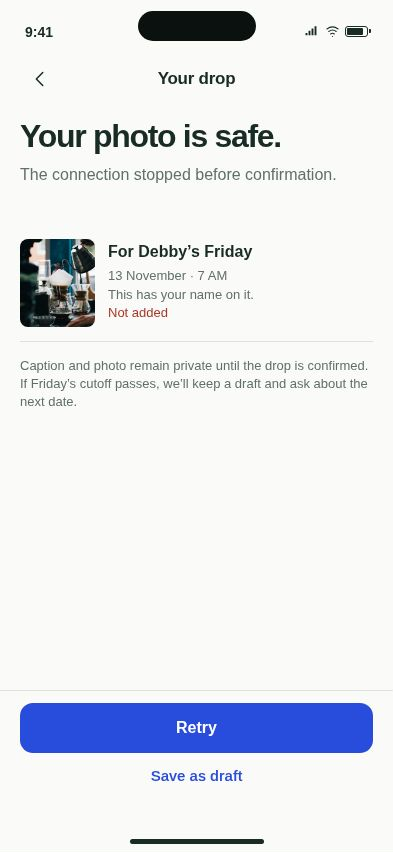 9:41
Your drop
Your photo is safe.
The connection stopped before confirmation.
For Debby’s Friday
13 November · 7 AM
This has your name on it.
Not added
Caption and photo remain private until the drop is confirmed.
If Friday’s cutoff passes, we’ll keep a draft and ask about the
next date.
Retry
Save as draft